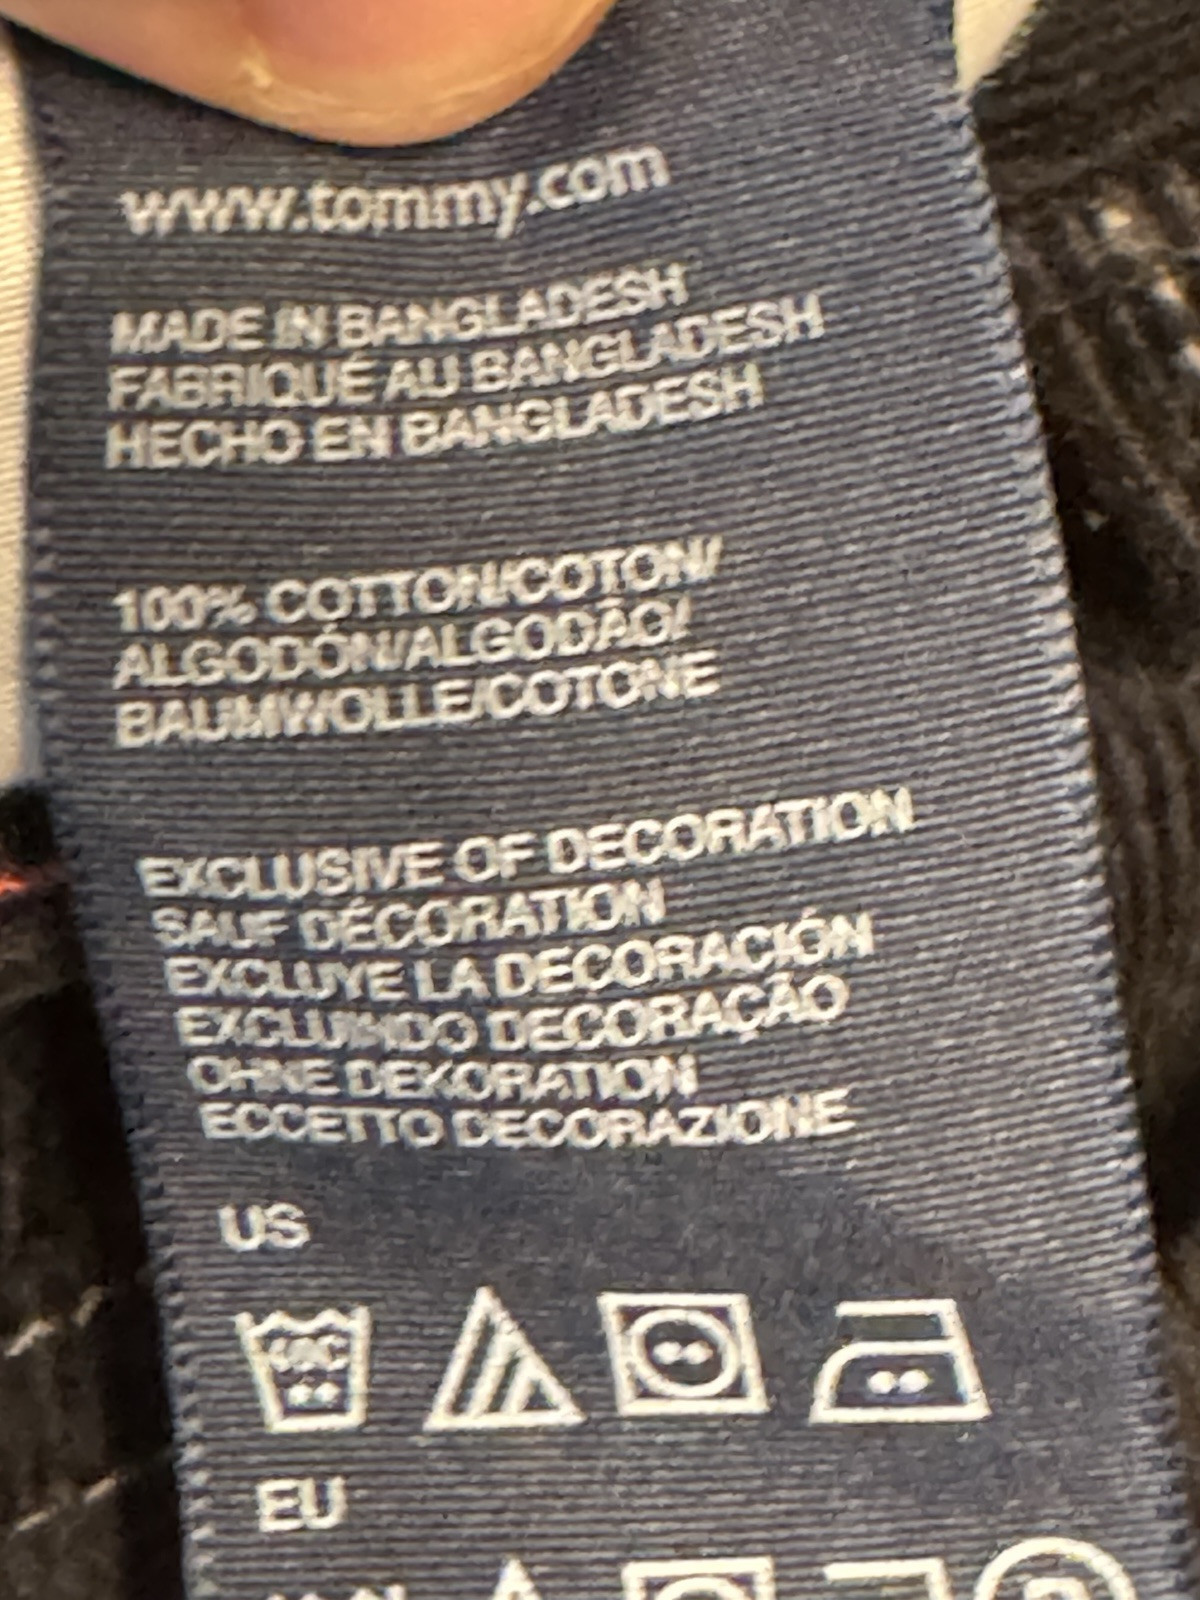 www.tommy.com
MADE IN BANGLADESH
FABRIQUÉ AU BANGLADESH
HECHO EN BANGLADESH
100% COTTON/COTON/
ALGODÓN/ALGODÃO/
BAUMWOLLE/COTONE
EXCLUSIVE OF DECORATION
SAUF DÉCORATION
EXCLUYE LA DECORACIÓN
EXCLUINDO DECORAÇÃO
OHNE DEKORATION
ECCETTO DECORAZIONE
US
EU